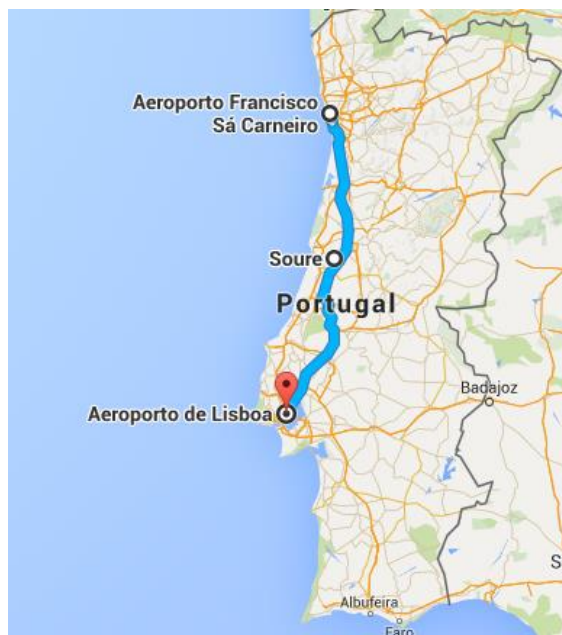 Aeroporto Francisco
Sá Carneiro
Soure
Portugal
Badajoz
Aeroporto de Lisboa
S
Albufeira
Faro